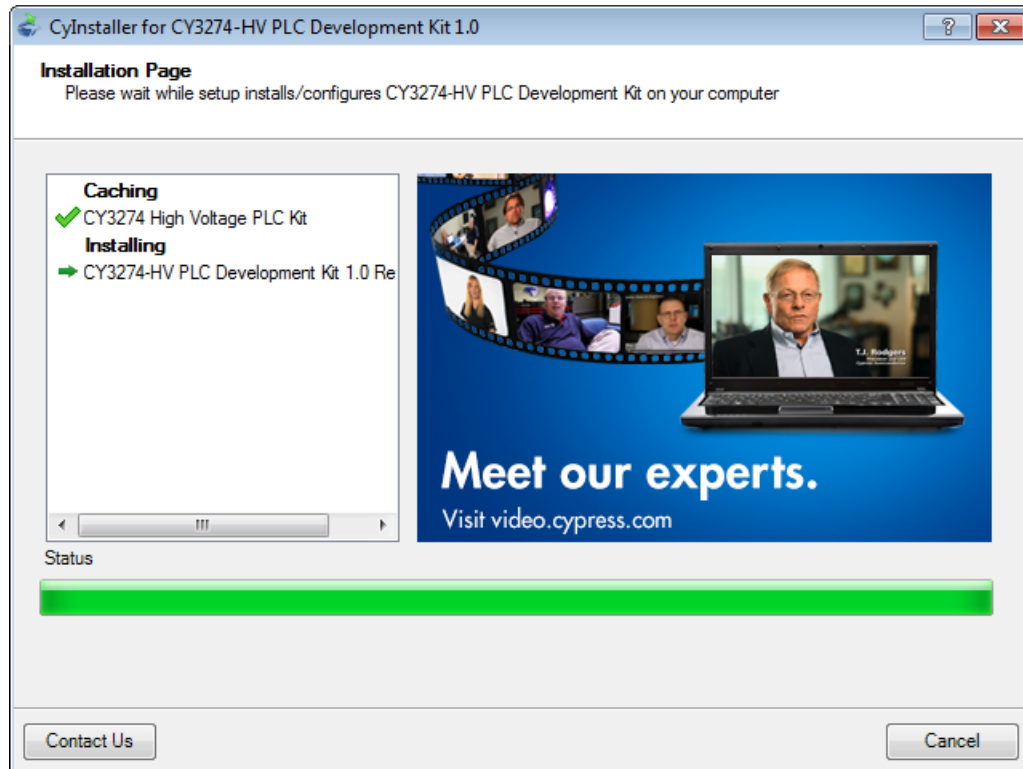 CyInstaller for CY3274-HV PLC Development Kit 1.0
Installation Page
Please wait while setup installs/configures CY3274-HV PLC Development Kit on your computer
Caching
CY3274 High Voltage PLC Kit
Installing
CY3274-HV PLC Development Kit 1.0 Re
T.J. Rodgers
Meet our experts.
Visit video.cypress.com
Status
Contact Us
Cancel